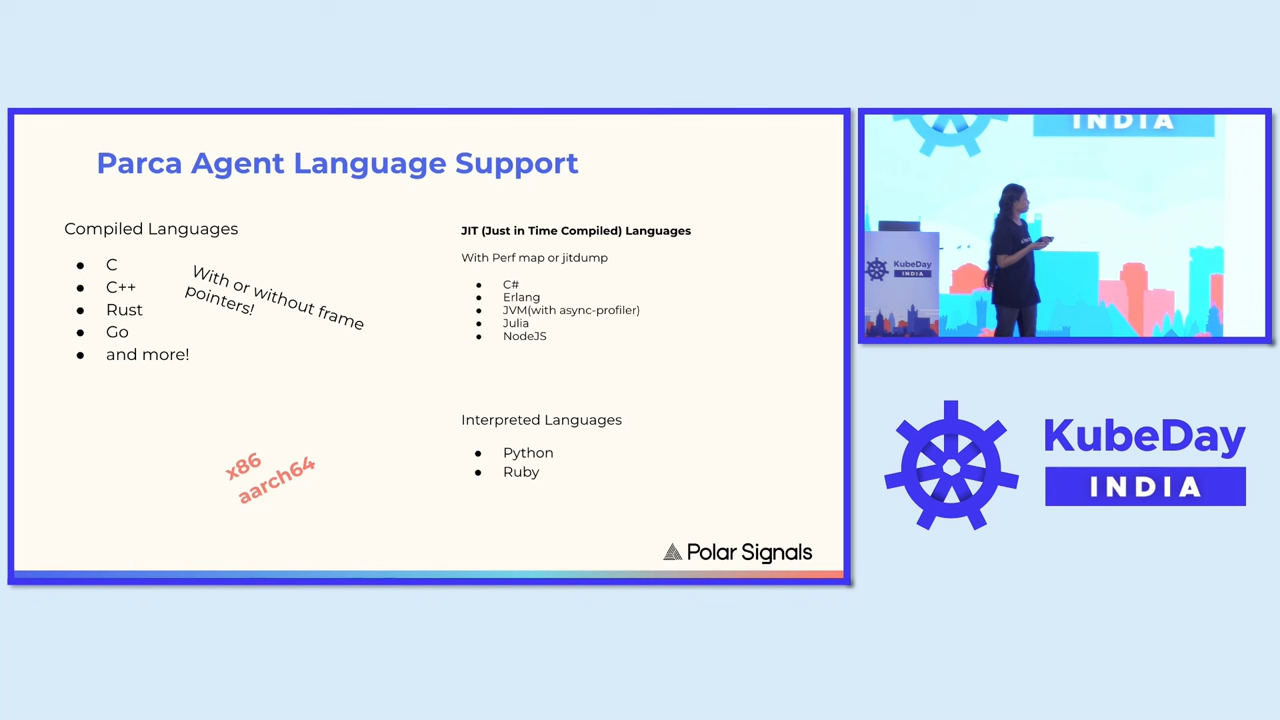 Parca Agent Language Support
Compiled Languages
● C
● C++
● Rust
● Go
● and more!
With or without frame
pointers!
x86
aarch64
JIT (Just in Time Compiled) Languages
With Perf map or jitdump
● C#
● Erlang
● JVM(with async-profiler)
● Julia
● NodeJS
Interpreted Languages
● Python
● Ruby
Polar Signals
INDIA
KubeDay
INDIA
KubeDay
INDIA